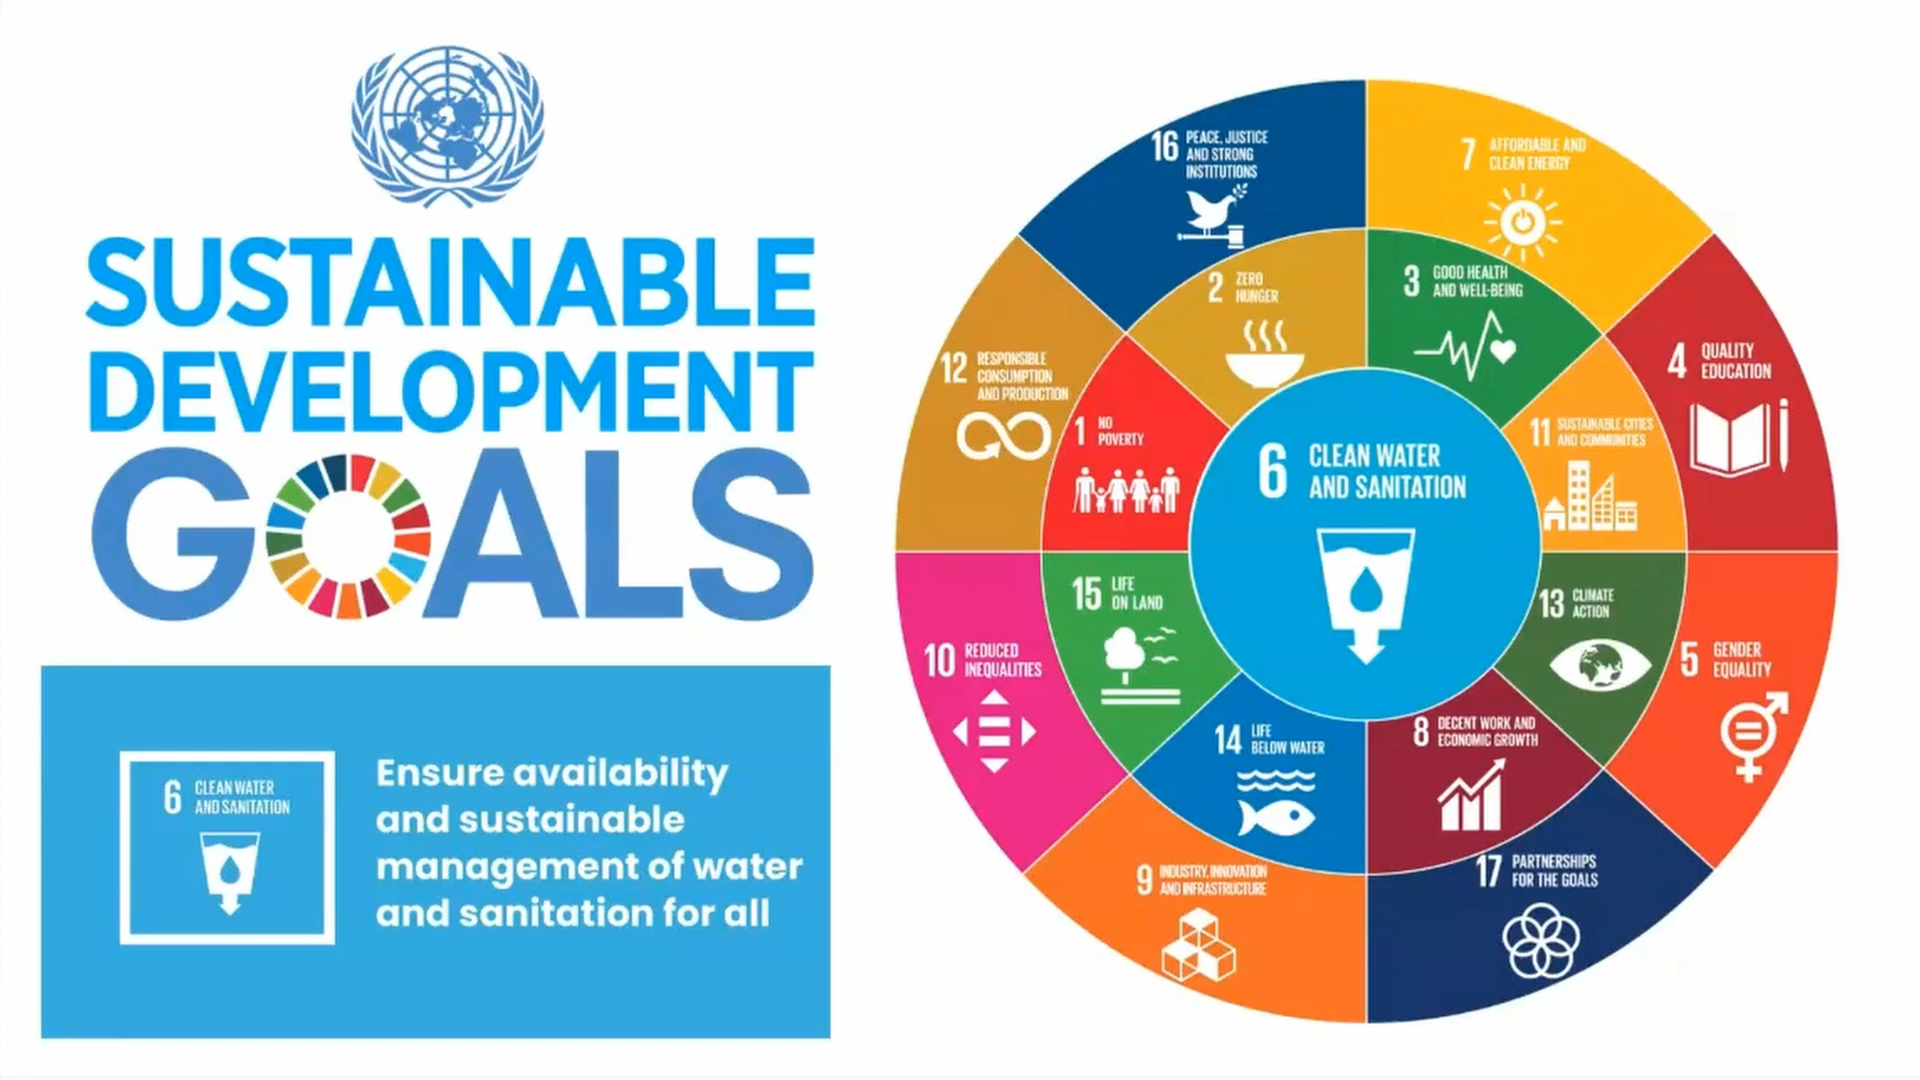 SUSTAINABLE
DEVELOPMENT
GOALS
6 CLEAN WATER
AND SANITATION
Ensure availability
and sustainable
management of water
and sanitation for all
16 PEACE, JUSTICE
AND STRONG
INSTITUTIONS
7 AFFORDABLE AND
CLEAN ENERGY
2 ZERO
HUNGER
3 GOOD HEALTH
AND WELL-BEING
12 RESPONSIBLE
CONSUMPTION
AND PRODUCTION
4 QUALITY
EDUCATION
1 NO
POVERTY
11 SUSTAINABLE CITIES
AND COMMUNITIES
6 CLEAN WATER
AND SANITATION
15 LIFE
ON LAND
13 CLIMATE
ACTION
10 REDUCED
INEQUALITIES
5 GENDER
EQUALITY
14 LIFE
BELOW WATER
8 DECENT WORK AND
ECONOMIC GROWTH
9 INDUSTRY, INNOVATION
AND INFRASTRUCTURE
17 PARTNERSHIPS
FOR THE GOALS